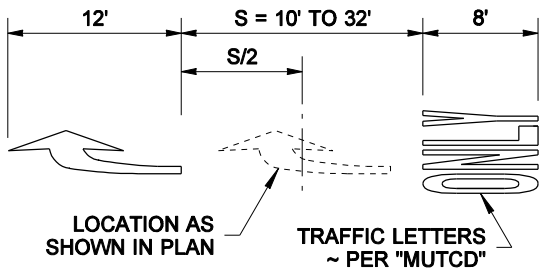 12'
S = 10' TO 32'
8'
S/2
ONLY
LOCATION AS
SHOWN IN PLAN
TRAFFIC LETTERS
~ PER "MUTCD"